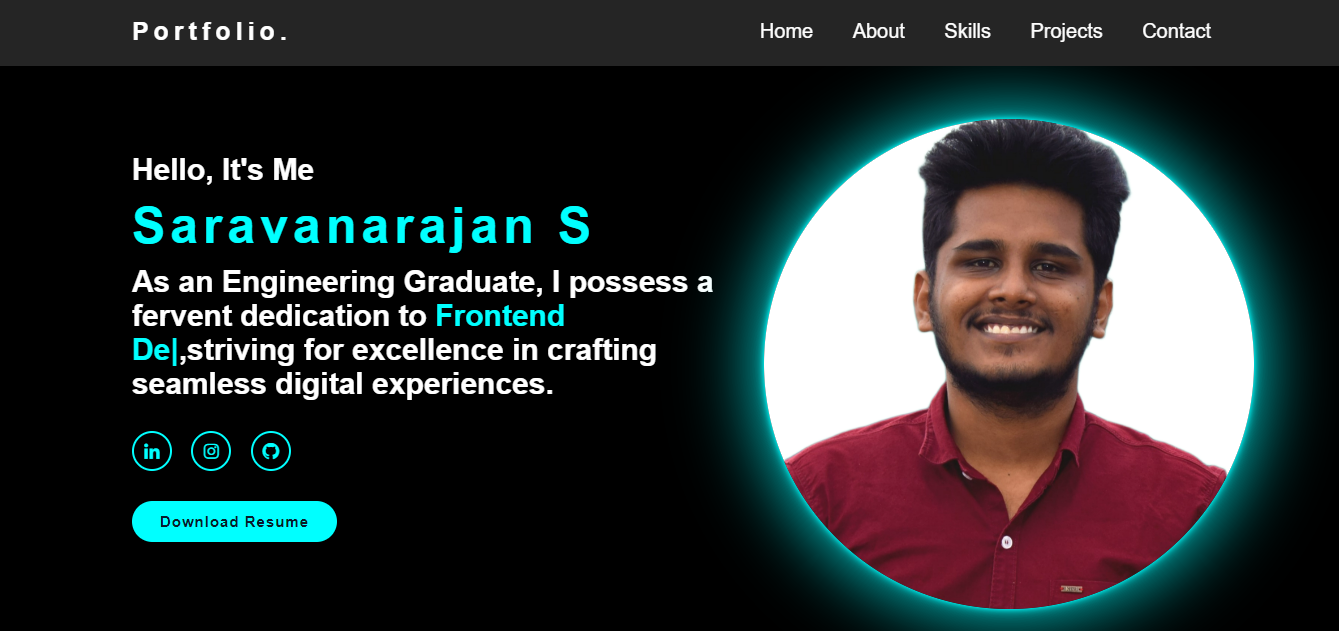 Portfolio.
Home About Skills Projects Contact
Hello, It's Me
Saravanarajan S
As an Engineering Graduate, I possess a
fervent dedication to Frontend
De|,striving for excellence in crafting
seamless digital experiences.
in
Download Resume